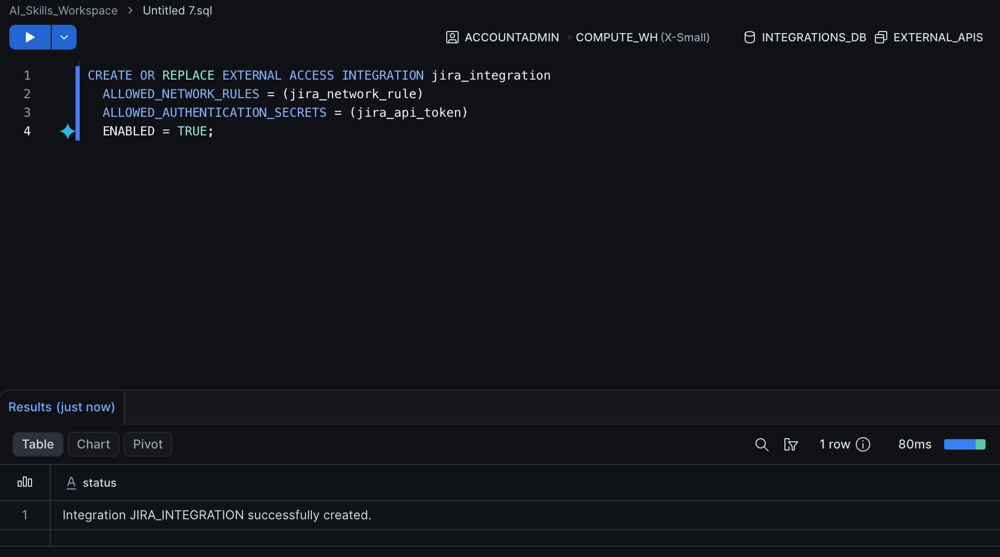 AI_Skills_Workspace > Untitled 7.sql
ACCOUNTADMIN COMPUTE_WH (X-Small) INTEGRATIONS_DB EXTERNAL_APIS
1 CREATE OR REPLACE EXTERNAL ACCESS INTEGRATION jira_integration
2 ALLOWED_NETWORK_RULES = (jira_network_rule)
3 ALLOWED_AUTHENTICATION_SECRETS = (jira_api_token)
4 ENABLED = TRUE;
Results (just now)
Table Chart Pivot 1 row 80ms
A status
1 Integration JIRA_INTEGRATION successfully created.